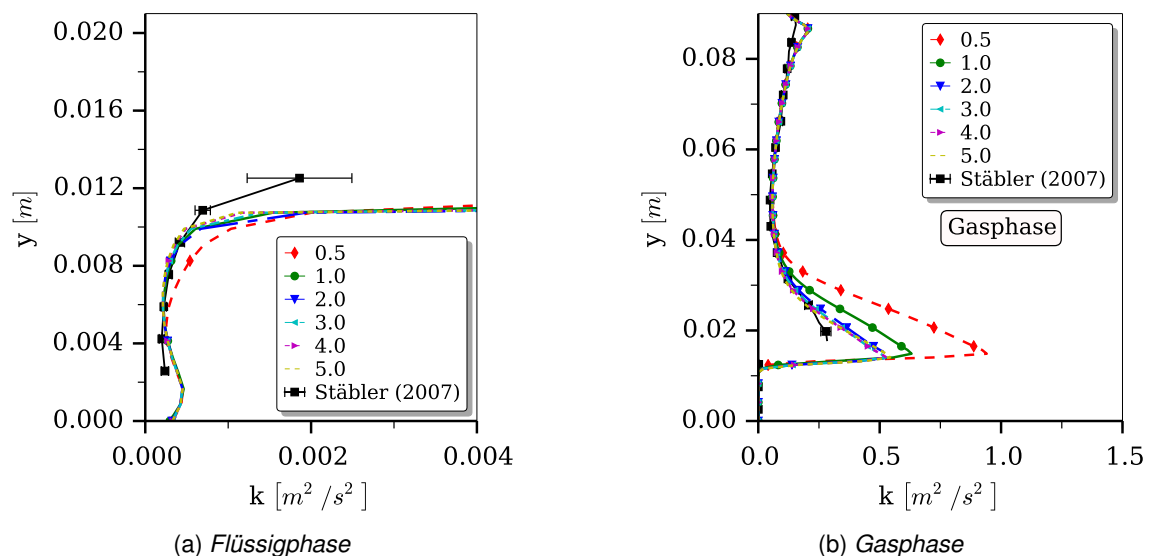 0.020
0.016
0.012
0.008
0.004
0.000
y [m]
0.5
1.0
2.0
3.0
4.0
5.0
Stäbler (2007)
0.000 0.002 0.004
k [m² /s² ]
(a) Flüssigphase
0.08
0.06
0.04
0.02
0.00
y [m]
0.5
1.0
2.0
3.0
4.0
5.0
Stäbler (2007)
Gasphase
0.0 0.5 1.0 1.5
k [m² /s² ]
(b) Gasphase